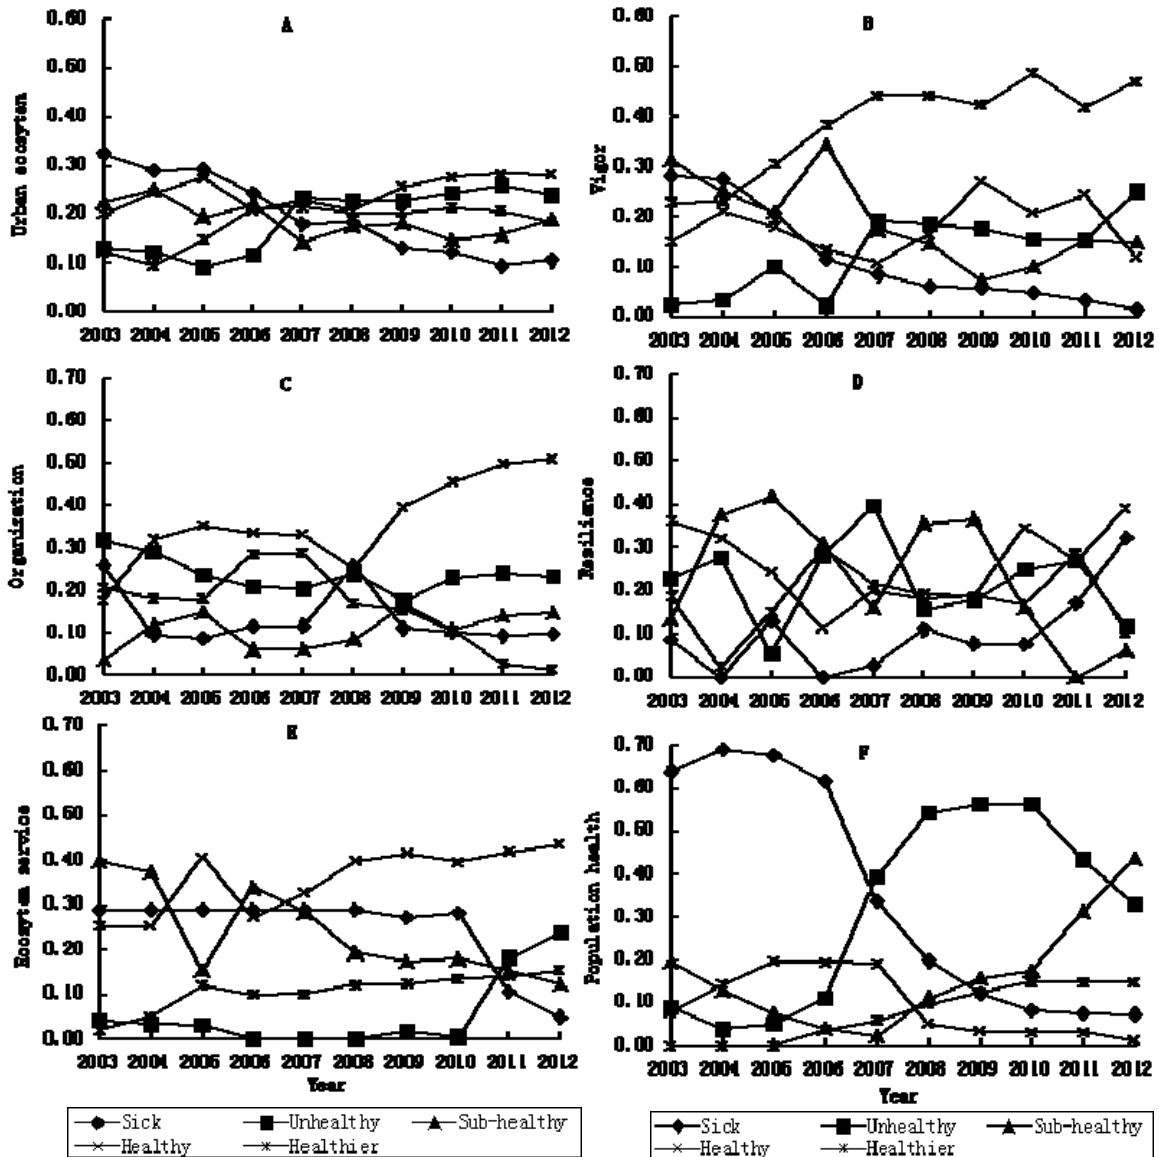 A
Urban ecosyten
0.60
0.50
0.40
0.30
0.20
0.10
0.00
2003 2004 2005 2006 2007 2008 2009 2010 2011 2012
B
Vigor
0.60
0.50
0.40
0.30
0.20
0.10
0.00
2003 2004 2005 2006 2007 2008 2009 2010 2011 2012
C
Organization
0.70
0.60
0.50
0.40
0.30
0.20
0.10
0.00
2003 2004 2005 2006 2007 2008 2009 2010 2011 2012
D
Resilience
0.70
0.60
0.50
0.40
0.30
0.20
0.10
0.00
2003 2004 2005 2006 2007 2008 2009 2010 2011 2012
E
Ecosyten service
0.70
0.60
0.50
0.40
0.30
0.20
0.10
0.00
2003 2004 2005 2006 2007 2008 2009 2010 2011 2012
Year
F
Population health
0.70
0.60
0.50
0.40
0.30
0.20
0.10
0.00
2003 2004 2005 2006 2007 2008 2009 2010 2011 2012
Year
Sick Unhealthy Sub-healthy
Healthy Healthier
Sick Unhealthy Sub-healthy
Healthy Healthier